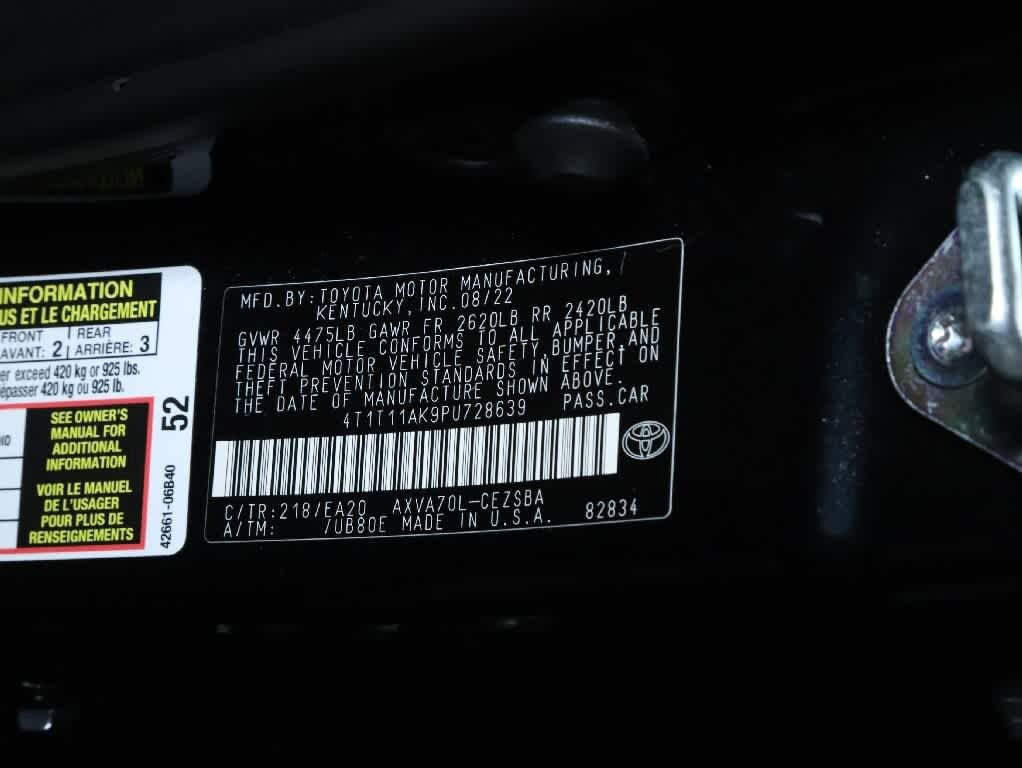 INFORMATION
US ET LE CHARGEMENT
FRONT
AVANT: 2
REAR
ARRIÈRE: 3
er exceed 420 kg or 925 lbs.
dépasser 420 kg ou 925 lb.
SEE OWNER'S
MANUAL FOR
ADDITIONAL
INFORMATION
VOIR LE MANUEL
DE L'USAGER
POUR PLUS DE
RENSEIGNEMENTS
52
42661-06B40
MFD.BY:TOYOTA MOTOR MANUFACTURING,
KENTUCKY, INC.08/22
GVWR 4475LB GAWR FR 2620LB RR 2420LB
THIS VEHICLE CONFORMS TO ALL APPLICABLE
FEDERAL MOTOR VEHICLE SAFETY,BUMPER,AND
THEFT PREVENTION STANDARDS IN EFFECT ON
THE DATE OF MANUFACTURE SHOWN ABOVE.
4T1T11AK9PU728639 PASS.CAR
C/TR:218/EA20 AXVA70L-CEZSBA
A/TM: /UB80E MADE IN U.S.A. 82834